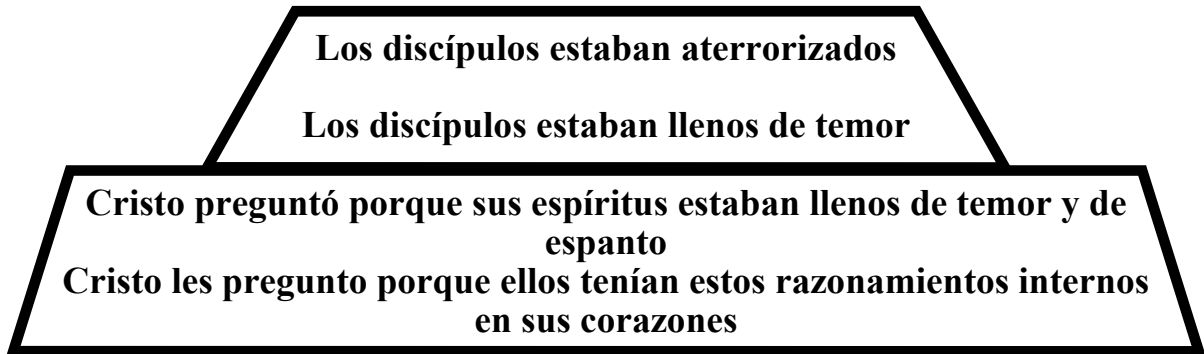 Los discípulos estaban aterrorizados
Los discípulos estaban llenos de temor
Cristo preguntó porque sus espíritus estaban llenos de temor y de
espanto
Cristo les pregunto porque ellos tenían estos razonamientos internos
en sus corazones